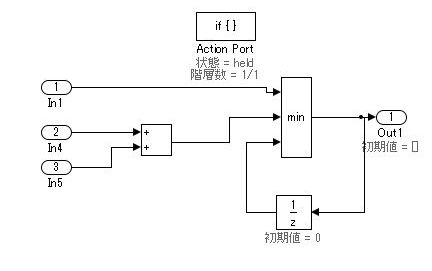 if { }
Action Port
状態 = held
階層数 = 1/1
1
In1
2
In4
3
In5
+
+
min
1
Out1
初期値 = []
1
z
初期値 = 0